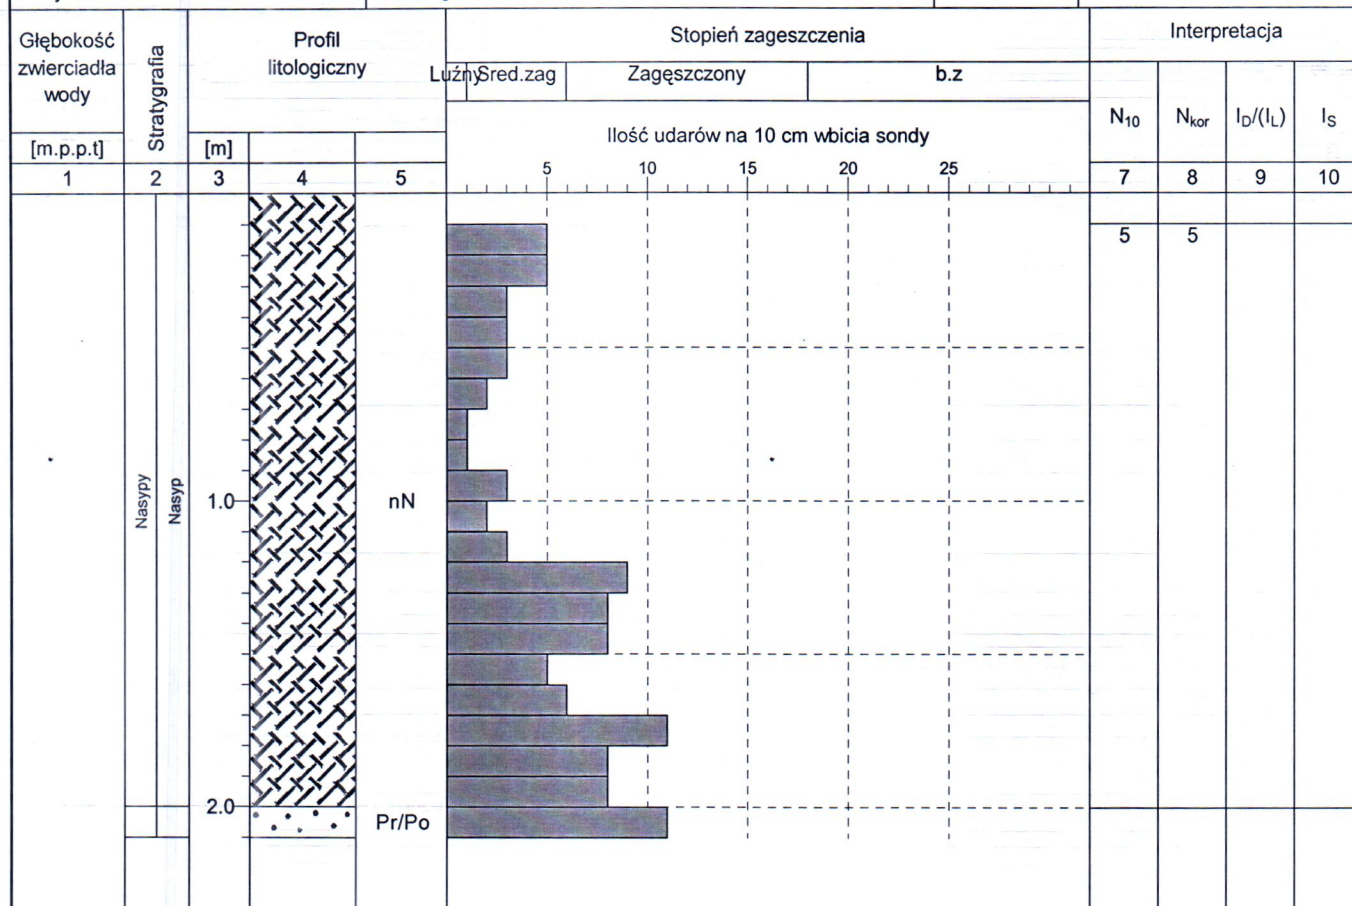 Głębokość zwierciadła wody
[m.p.p.t]
1
Stratygrafia
2
Profil litologiczny
[m]
3 4 5
Stopień zageszczenia
Luźny Sred.zag Zagęszczony b.z
Ilość udarów na 10 cm wbicia sondy
5 10 15 20 25
Interpretacja
N10 Nkor ID/(IL) IS
7 8 9 10
5 5
Nasypy
Nasyp
1.0
nN
2.0
Pr/Po